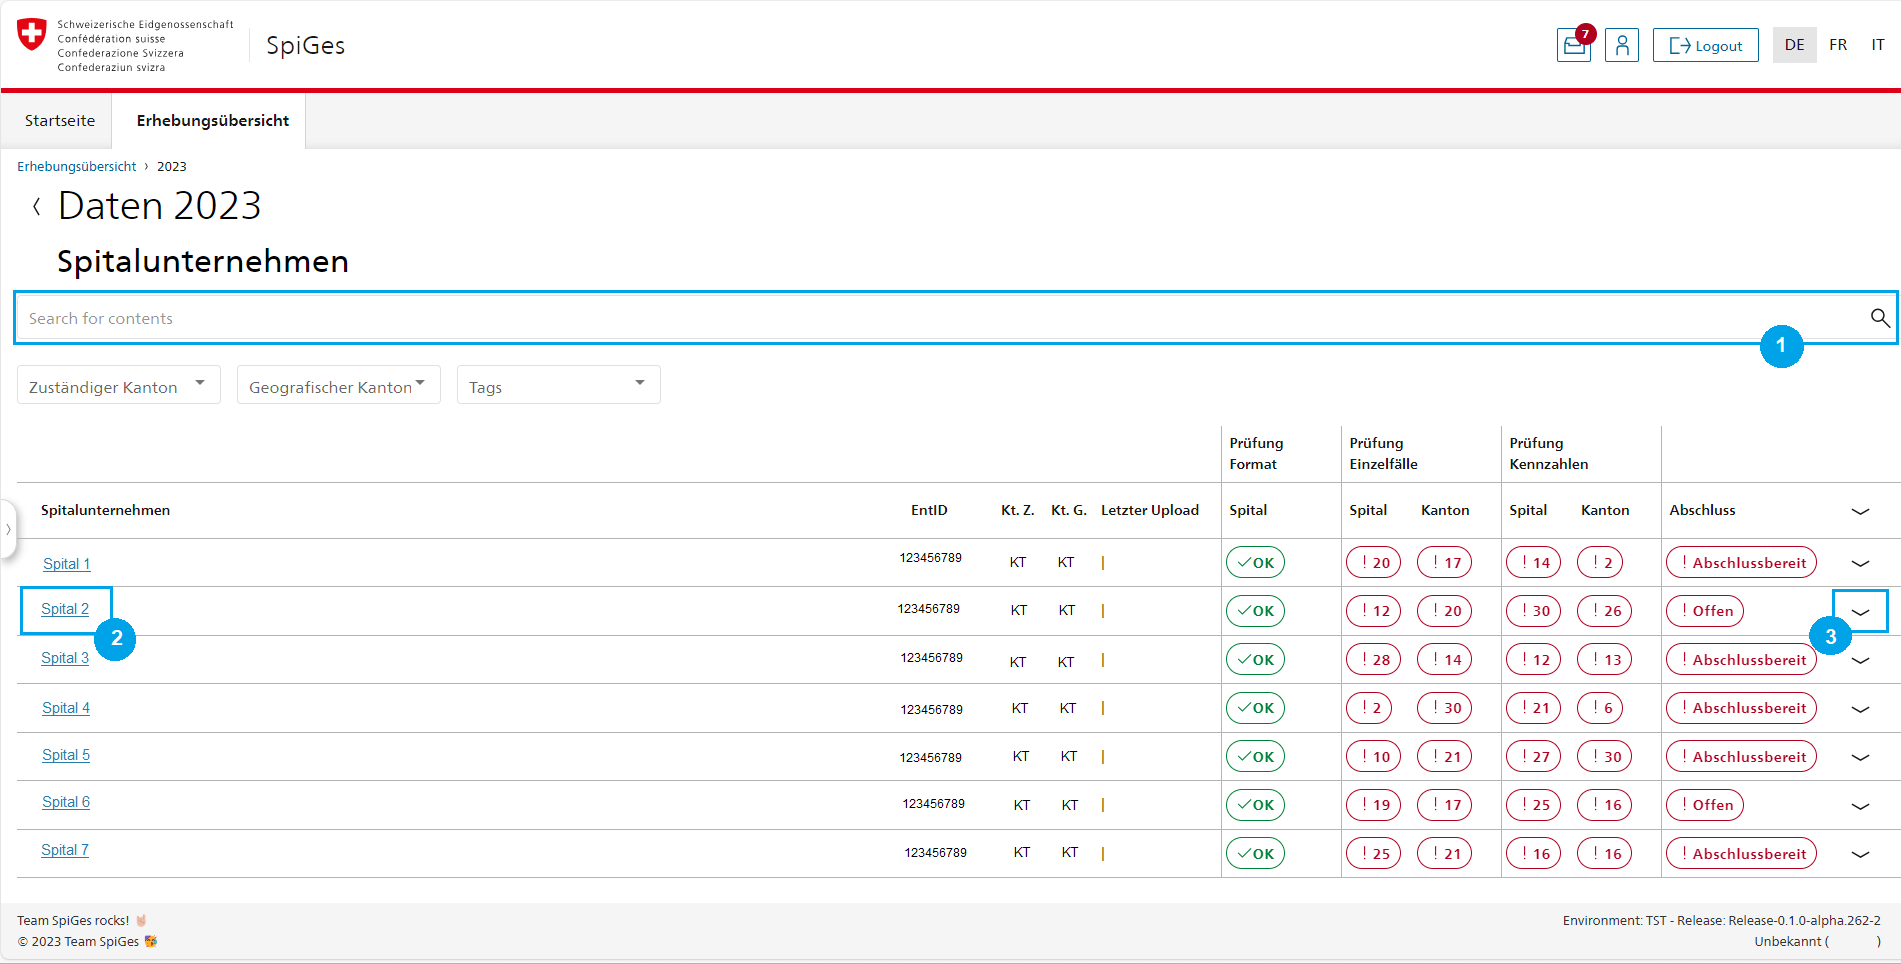 Schweizerische Eidgenossenschaft
Confédération suisse
Confederazione Svizzera
Confederaziun svizra
SpiGes
7
Logout
DE FR IT
Startseite Erhebungsübersicht
Erhebungsübersicht › 2023
Daten 2023
Spitalunternehmen
Search for contents
1
Zuständiger Kanton Geografischer Kanton Tags
Prüfung Format Prüfung Einzelfälle Prüfung Kennzahlen
Spitalunternehmen EntID Kt. Z. Kt. G. Letzter Upload Spital Spital Kanton Spital Kanton Abschluss
Spital 1 123456789 KT KT OK ! 20 ! 17 ! 14 ! 2 ! Abschlussbereit
Spital 2 123456789 KT KT OK ! 12 ! 20 ! 30 ! 26 ! Offen
2 3
Spital 3 123456789 KT KT OK ! 28 ! 14 ! 12 ! 13 ! Abschlussbereit
Spital 4 123456789 KT KT OK ! 2 ! 30 ! 21 ! 6 ! Abschlussbereit
Spital 5 123456789 KT KT OK ! 10 ! 21 ! 27 ! 30 ! Abschlussbereit
Spital 6 123456789 KT KT OK ! 19 ! 17 ! 25 ! 16 ! Offen
Spital 7 123456789 KT KT OK ! 25 ! 21 ! 16 ! 16 ! Abschlussbereit
Team SpiGes rocks! 🤘 Environment: TST - Release: Release-0.1.0-alpha.262-2
© 2023 Team SpiGes Unbekannt ( )